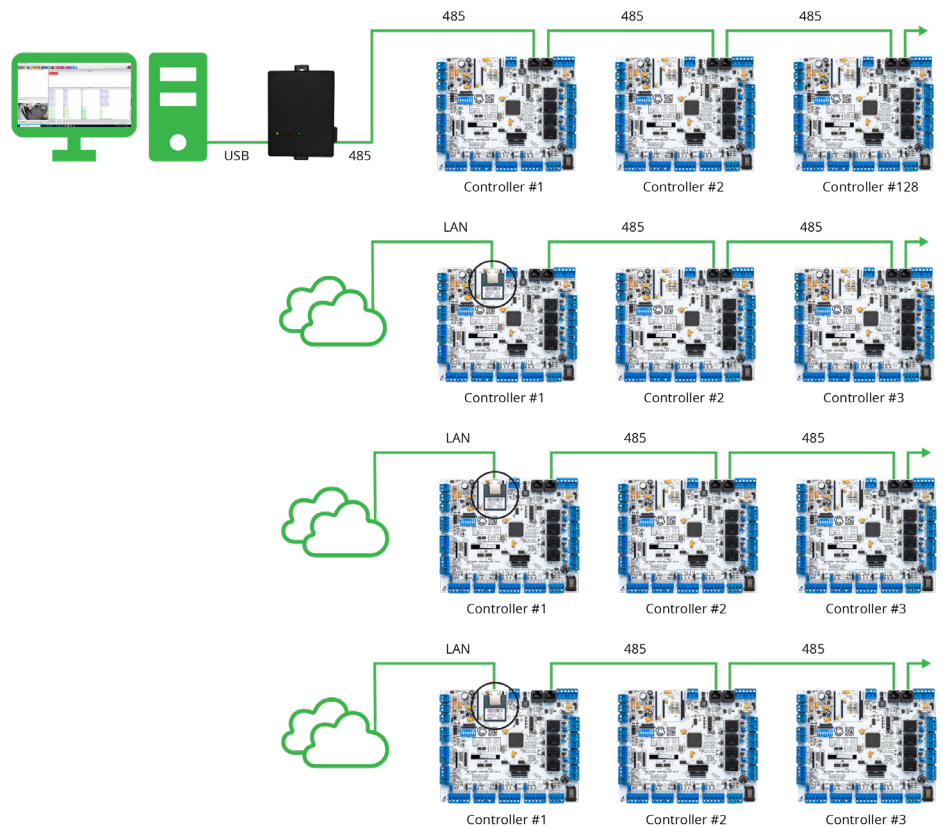 485 485 485
USB 485
Controller #1 Controller #2 Controller #128
LAN 485 485
Controller #1 Controller #2 Controller #3
LAN 485 485
Controller #1 Controller #2 Controller #3
LAN 485 485
Controller #1 Controller #2 Controller #3